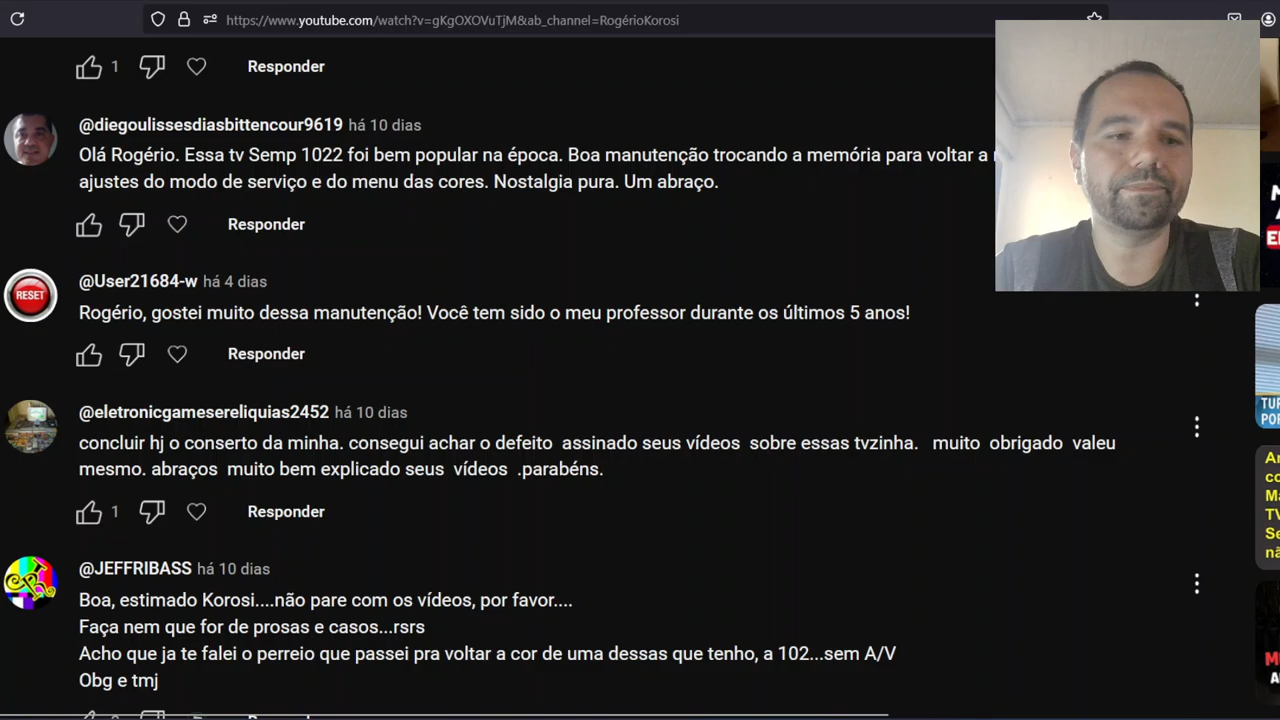 https://www.youtube.com/watch?v=gKgOXOVuTjM&ab_channel=RogérioKorosi
1 Responder
@diegoulissesdiasbittencour9619 há 10 dias
Olá Rogério. Essa tv Semp 1022 foi bem popular na época. Boa manutenção trocando a memória para voltar a
ajustes do modo de serviço e do menu das cores. Nostalgia pura. Um abraço.
Responder
@User21684-w há 4 dias
RESET
Rogério, gostei muito dessa manutenção! Você tem sido o meu professor durante os últimos 5 anos!
Responder
@eletronicgamesereliquias2452 há 10 dias
concluir hj o conserto da minha. consegui achar o defeito assinado seus vídeos sobre essas tvzinha. muito obrigado valeu
mesmo. abraços muito bem explicado seus vídeos .parabéns.
1 Responder
@JEFFRIBASS há 10 dias
Boa, estimado Korosi....não pare com os vídeos, por favor....
Faça nem que for de prosas e casos...rsrs
Acho que ja te falei o perreio que passei pra voltar a cor de uma dessas que tenho, a 102...sem A/V
Obg e tmj